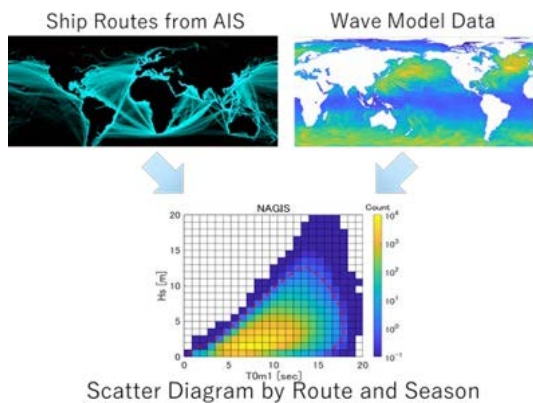 Ship Routes from AIS
Wave Model Data
NAGIS
Count
20
15
10
5
0
Hs [m]
0
5
10
15
20
T0m1 [sec]
10^4
10^3
10^2
10^1
10^0
10^-1
Scatter Diagram by Route and Season